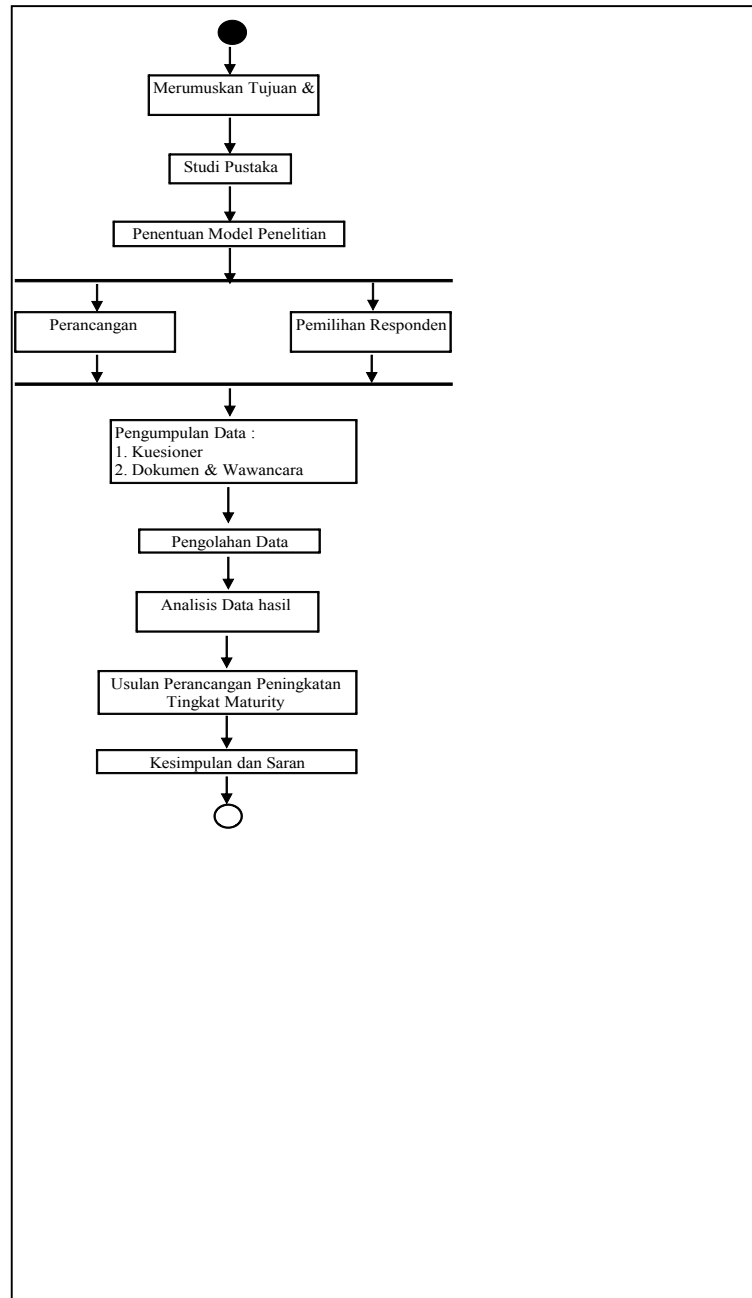 Merumuskan Tujuan &
Studi Pustaka
Penentuan Model Penelitian
Perancangan
Pemilihan Responden
Pengumpulan Data :
1. Kuesioner
2. Dokumen & Wawancara
Pengolahan Data
Analisis Data hasil
Usulan Perancangan Peningkatan
Tingkat Maturity
Kesimpulan dan Saran